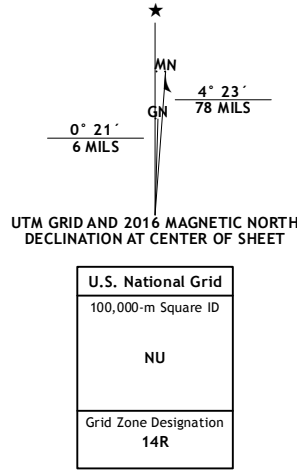 ★
MN
4° 23´
78 MILS
GN
0° 21´
6 MILS
UTM GRID AND 2016 MAGNETIC NORTH
DECLINATION AT CENTER OF SHEET
U.S. National Grid
100,000-m Square ID
NU
Grid Zone Designation
14R